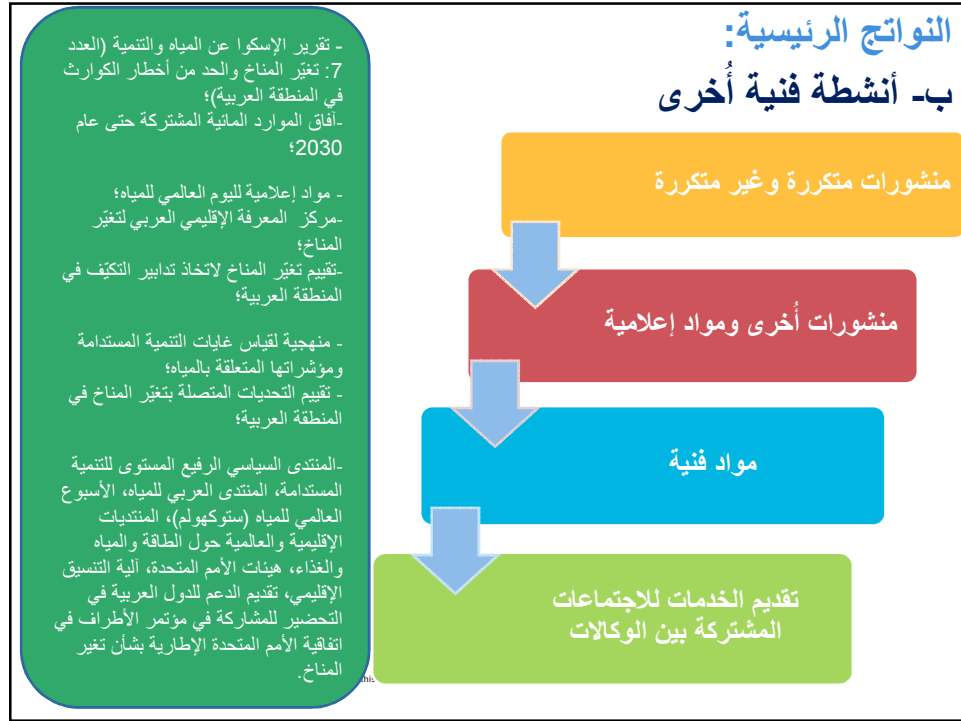 النواتج الرئيسية:
ب- أنشطة فنية أُخرى
منشورات متكررة وغير متكررة
منشورات أُخرى ومواد إعلامية
مواد فنية
تقديم الخدمات للاجتماعات
المشتركة بين الوكالات
- تقرير الإسكوا عن المياه والتنمية (العدد
7: تغيّر المناخ والحد من أخطار الكوارث
في المنطقة العربية)؛
-آفاق الموارد المائية المشتركة حتى عام
2030؛
- مواد إعلامية لليوم العالمي للمياه؛
-مركز المعرفة الإقليمي العربي لتغيّر
المناخ؛
-تقييم تغيّر المناخ لاتخاذ تدابير التكيّف في
المنطقة العربية؛
- منهجية لقياس غايات التنمية المستدامة
ومؤشراتها المتعلقة بالمياه؛
- تقييم التحديات المتصلة بتغيّر المناخ في
المنطقة العربية؛
-المنتدى السياسي الرفيع المستوى للتنمية
المستدامة، المنتدى العربي للمياه، الأسبوع
العالمي للمياه (ستوكهولم)، المنتديات
الإقليمية والعالمية حول الطاقة والمياه
والغذاء، هيئات الأمم المتحدة، آلية التنسيق
الإقليمي، تقديم الدعم للدول العربية في
التحضير للمشاركة في مؤتمر الأطراف في
اتفاقية الأمم المتحدة الإطارية بشأن تغير
المناخ.